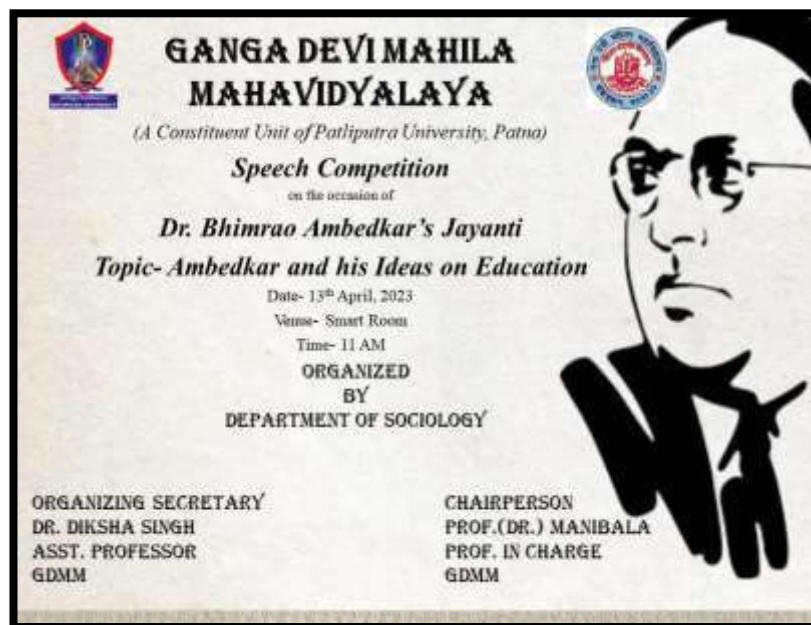 GANGA DEVI MAHILA
MAHAVIDYALAYA
(A Constituent Unit of Patliputra University, Patna)
Speech Competition
on the occasion of
Dr. Bhimrao Ambedkar's Jayanti
Topic- Ambedkar and his Ideas on Education
Date- 13th April, 2023
Venue- Smart Room
Time- 11 AM
ORGANIZED
BY
DEPARTMENT OF SOCIOLOGY
ORGANIZING SECRETARY
DR. DIKSHA SINGH
ASST. PROFESSOR
GDMM
CHAIRPERSON
PROF.(DR.) MANIBALA
PROF. IN CHARGE
GDMM